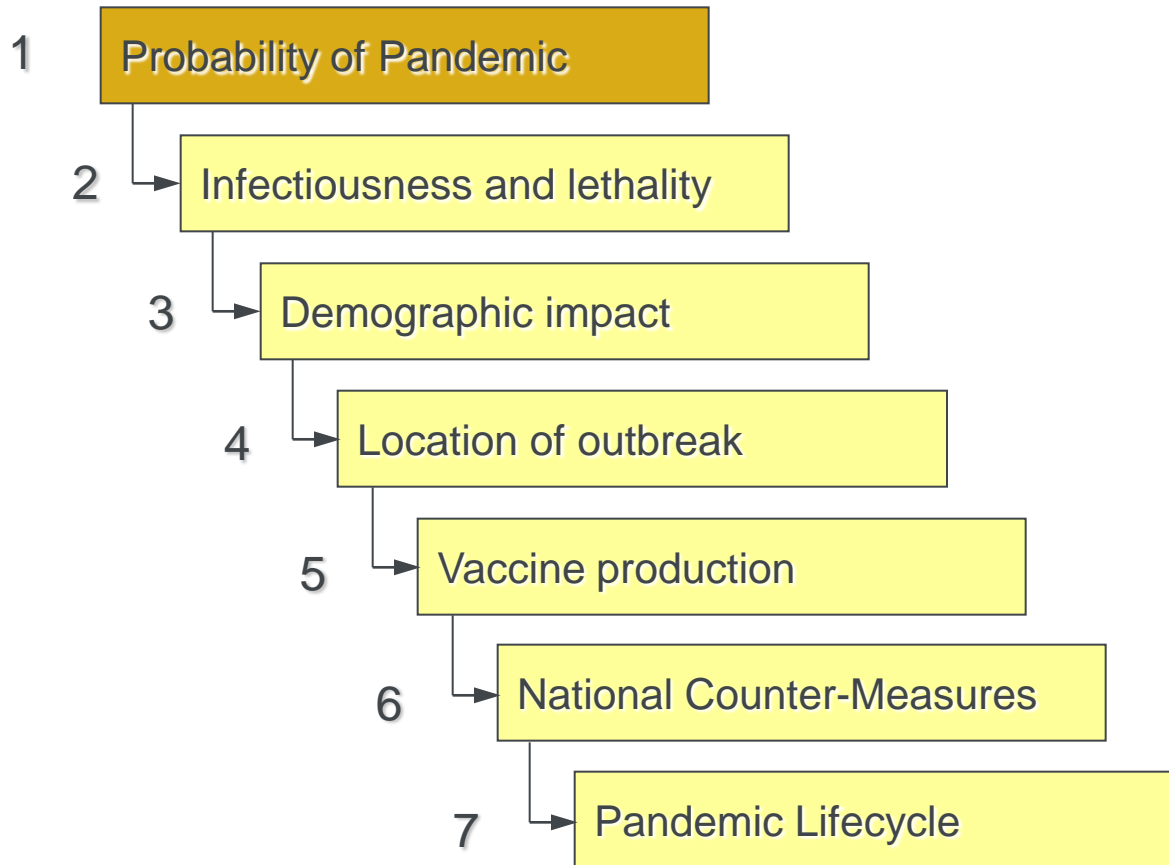 1
Probability of Pandemic
2
Infectiousness and lethality
3
Demographic impact
4
Location of outbreak
5
Vaccine production
6
National Counter-Measures
7
Pandemic Lifecycle